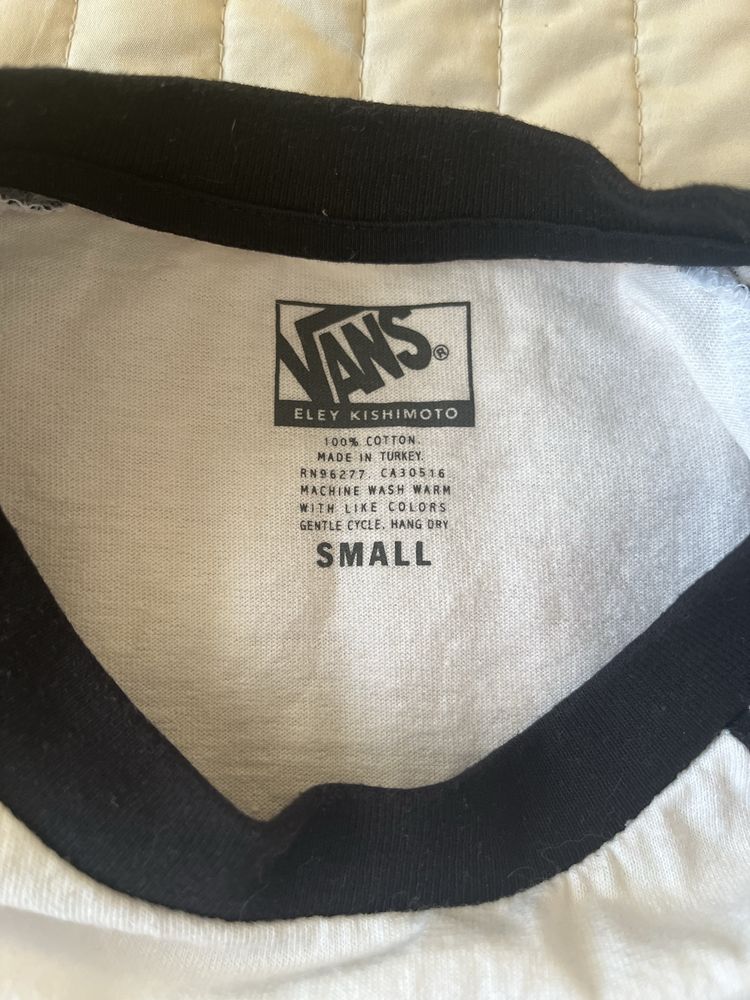 VANS®
ELEY KISHIMOTO
100% COTTON.
MADE IN TURKEY.
RN96277. CA30516
MACHINE WASH WARM
WITH LIKE COLORS
GENTLE CYCLE, HANG DRY
SMALL